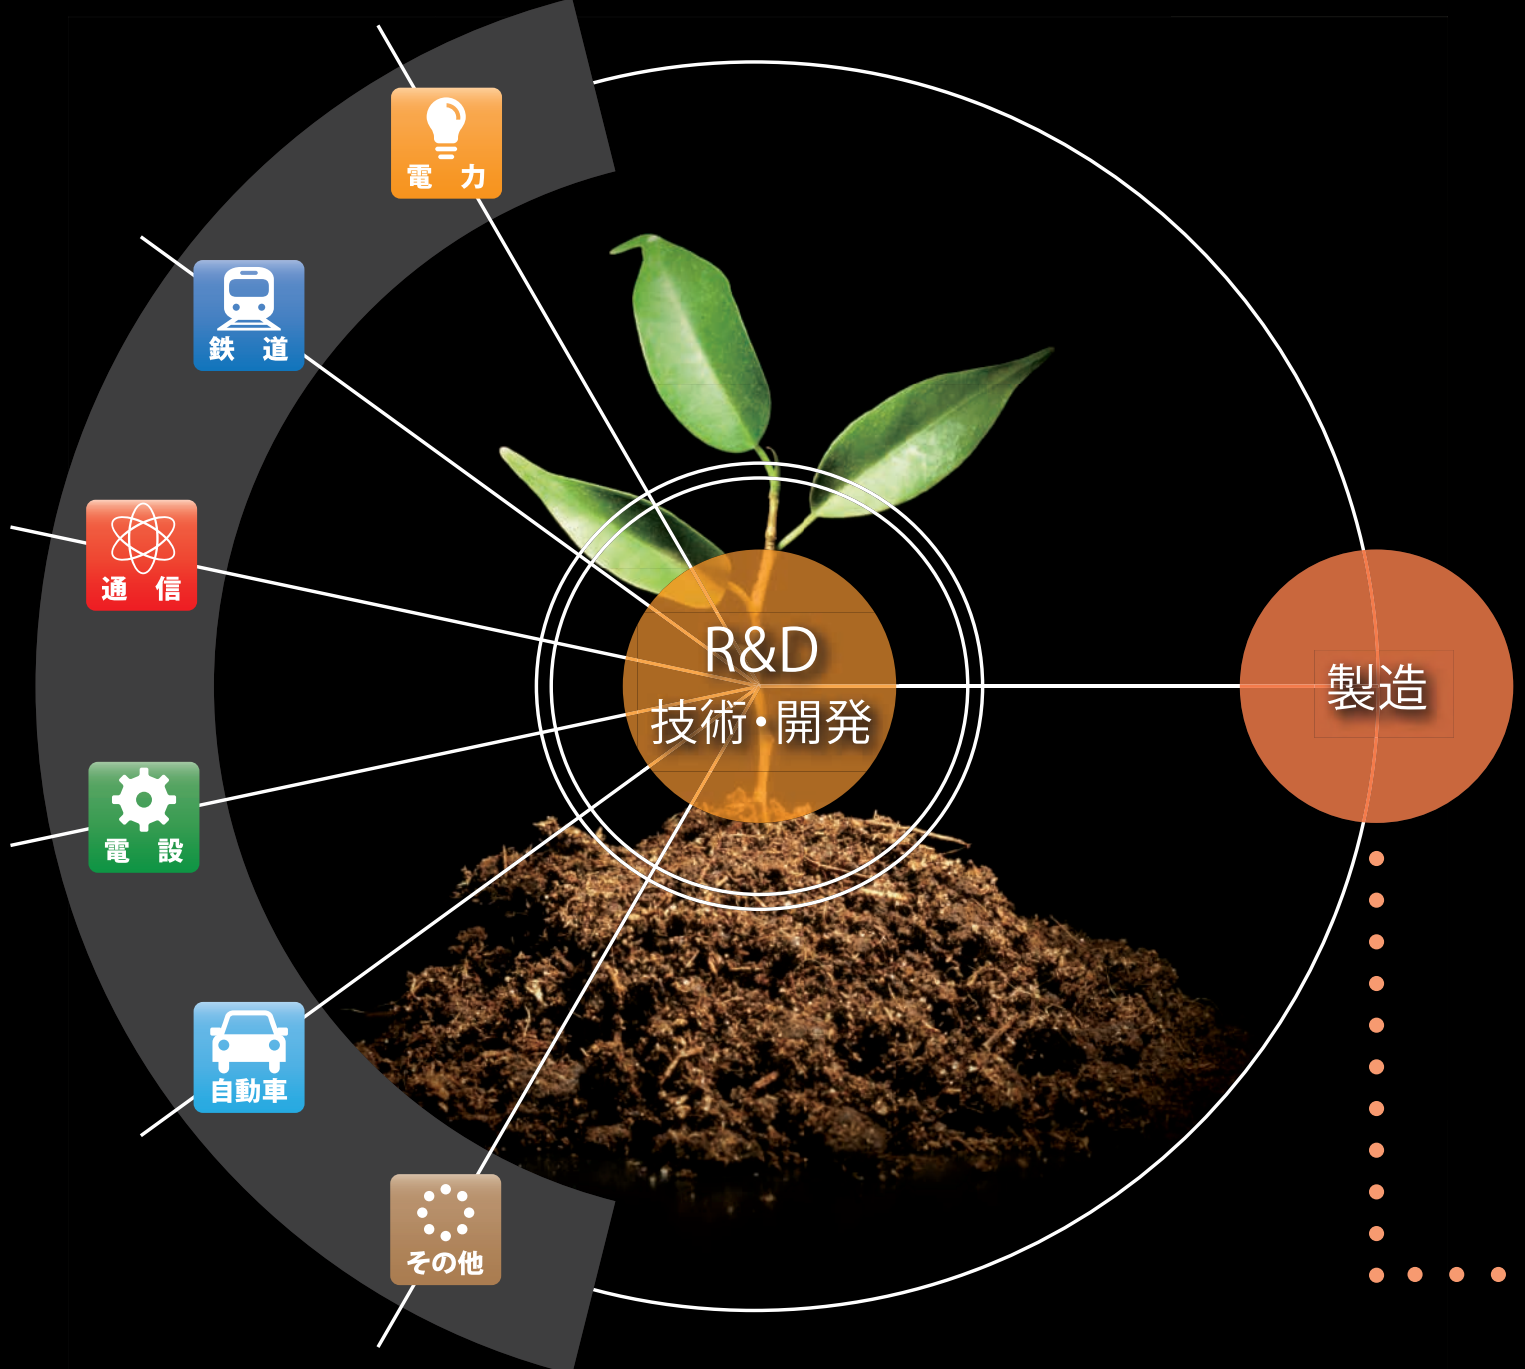 電　力
鉄　道
通　信
電　設
自動車
その他
R&D
技術・開発
製造